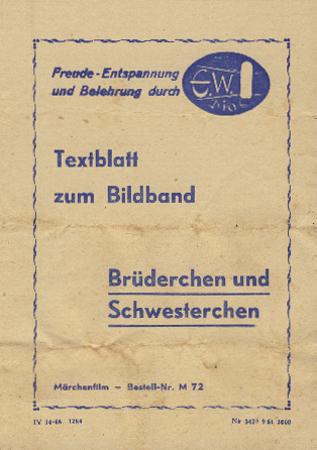 Freude-Entspannung
und Belehrung durch
E.W.
Textblatt
zum Bildband
Brüderchen und
Schwesterchen
Märchenfilm – Bestell-Nr. M 72